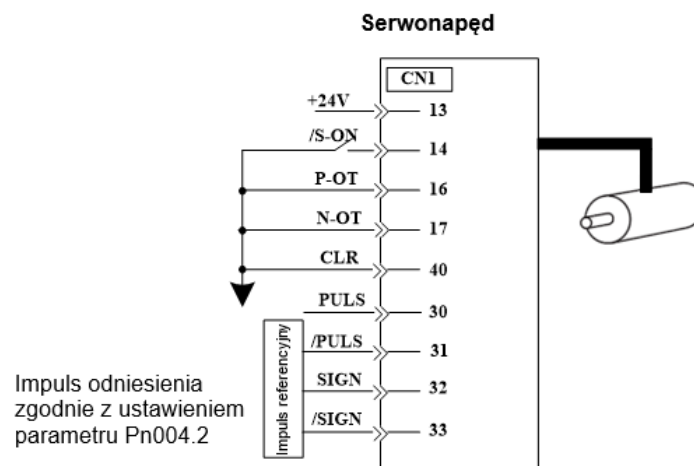 Serwonapęd
CN1
+24V 13
/S-ON 14
P-OT 16
N-OT 17
CLR 40
PULS 30
/PULS 31
SIGN 32
/SIGN 33
Impuls referencyjny
Impuls odniesienia
zgodnie z ustawieniem
parametru Pn004.2